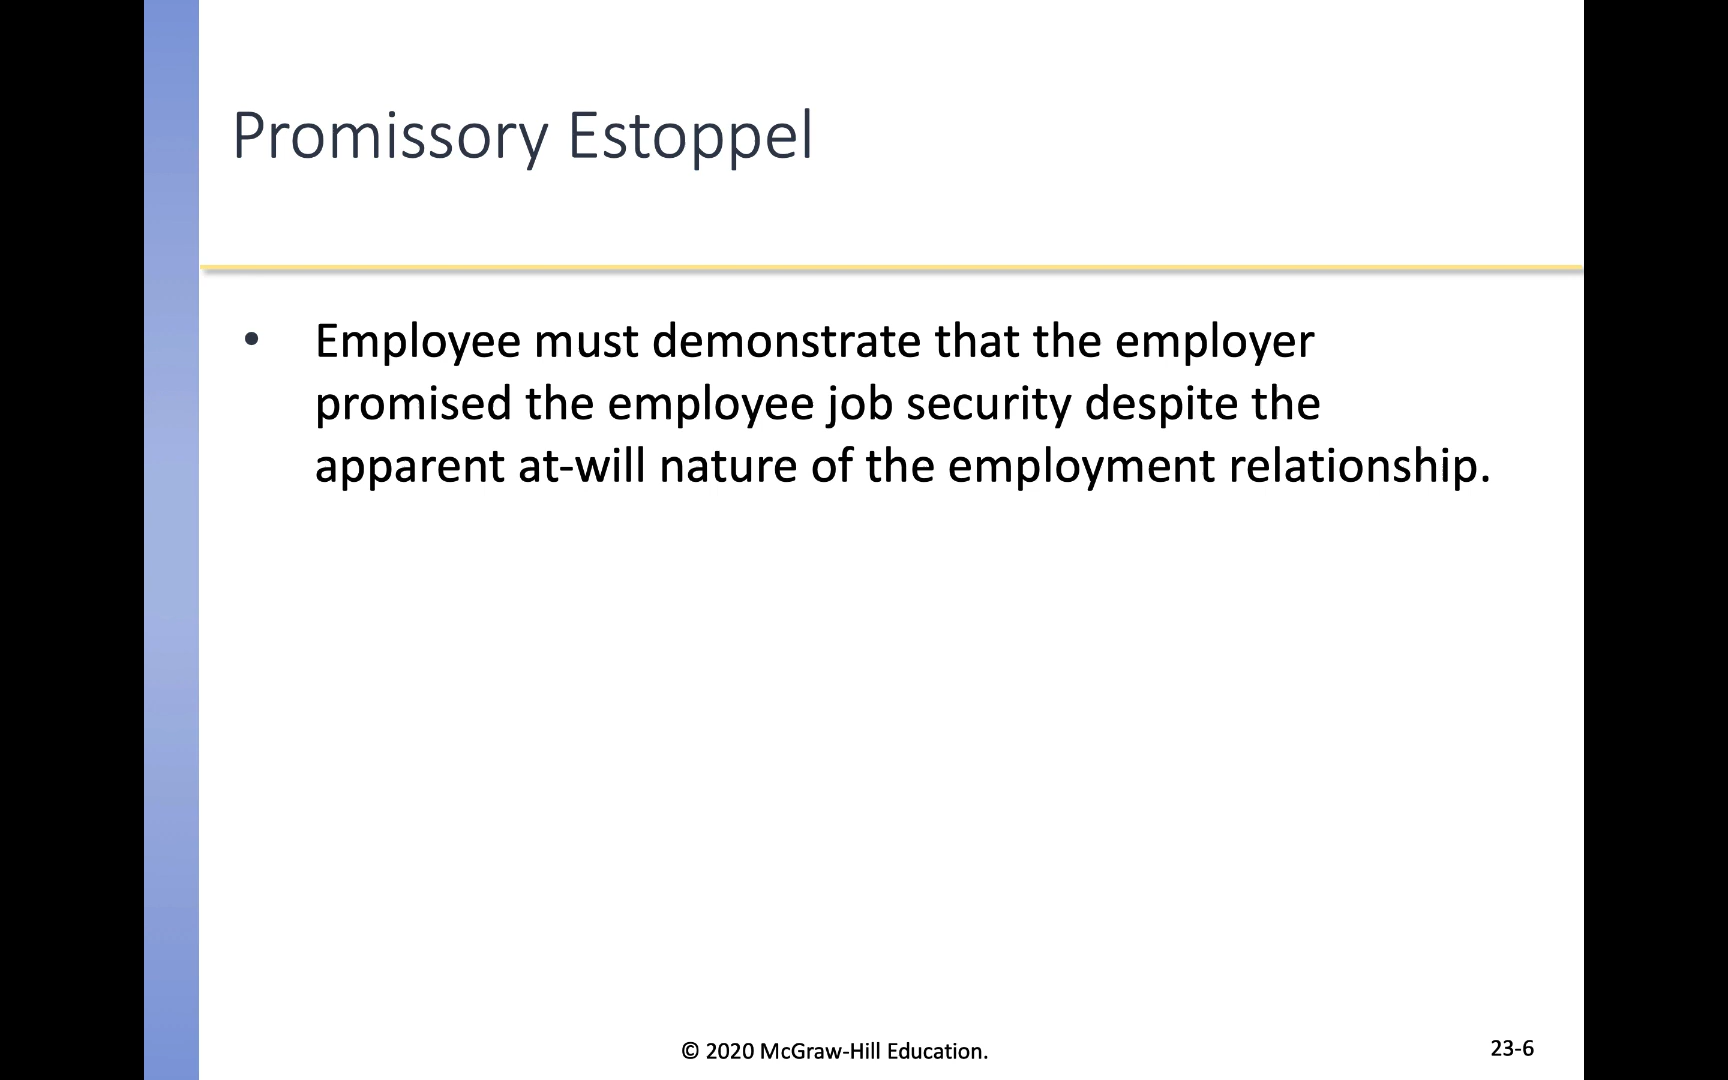 Promissory Estoppel
• Employee must demonstrate that the employer
promised the employee job security despite the
apparent at-will nature of the employment relationship.
© 2020 McGraw-Hill Education.
23-6